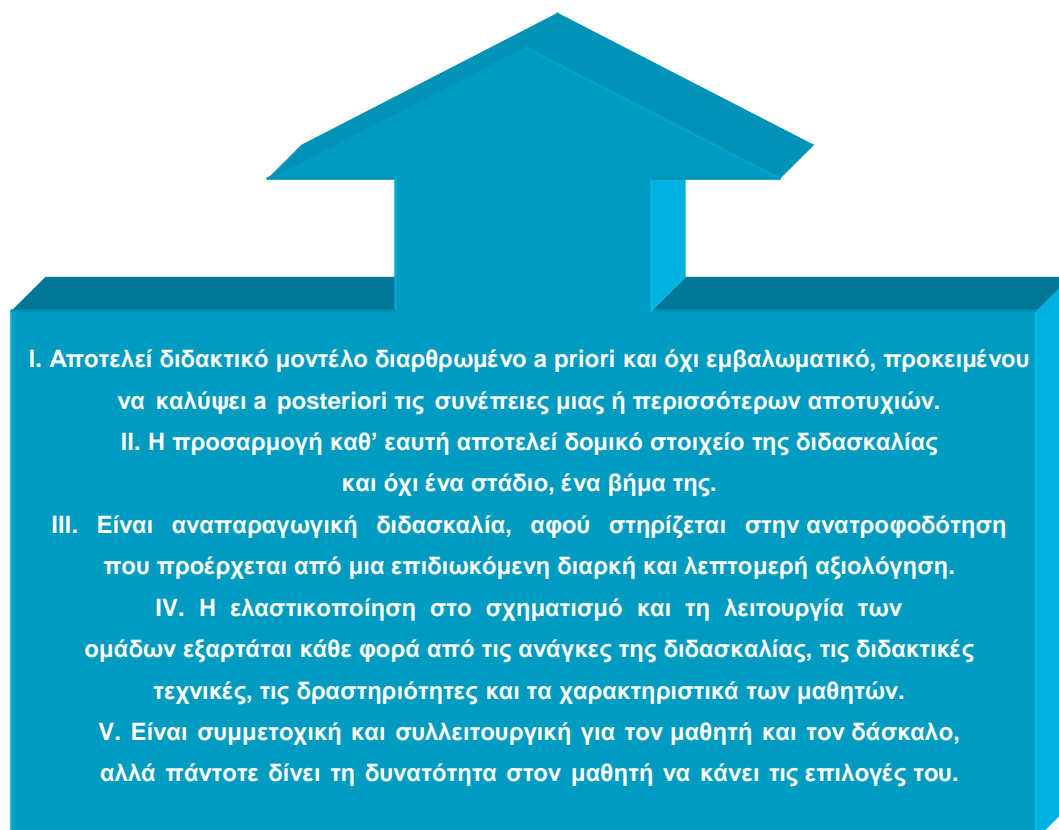 I. Αποτελεί διδακτικό μοντέλο διαρθρωμένο a priori και όχι εμβαλωματικό, προκειμένου
να καλύψει a posteriori τις συνέπειες μιας ή περισσότερων αποτυχιών.
II. Η προσαρμογή καθ’ εαυτή αποτελεί δομικό στοιχείο της διδασκαλίας
και όχι ένα στάδιο, ένα βήμα της.
III. Είναι αναπαραγωγική διδασκαλία, αφού στηρίζεται στην ανατροφοδότηση
που προέρχεται από μια επιδιωκόμενη διαρκή και λεπτομερή αξιολόγηση.
IV. Η ελαστικοποίηση στο σχηματισμό και τη λειτουργία των
ομάδων εξαρτάται κάθε φορά από τις ανάγκες της διδασκαλίας, τις διδακτικές
τεχνικές, τις δραστηριότητες και τα χαρακτηριστικά των μαθητών.
V. Είναι συμμετοχική και συλλειτουργική για τον μαθητή και τον δάσκαλο,
αλλά πάντοτε δίνει τη δυνατότητα στον μαθητή να κάνει τις επιλογές του.